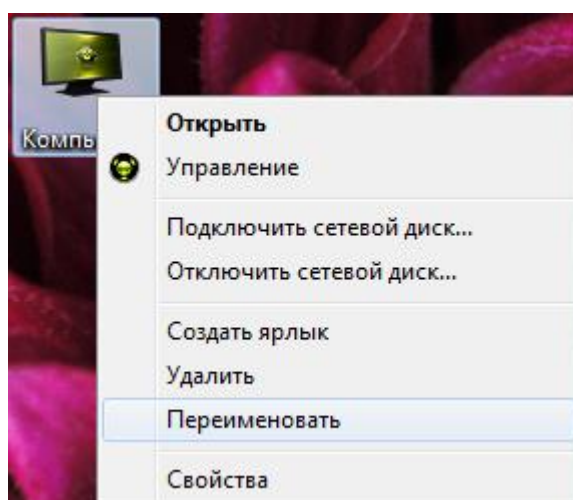 Компь
Открыть
Управление
Подключить сетевой диск...
Отключить сетевой диск...
Создать ярлык
Удалить
Переименовать
Свойства